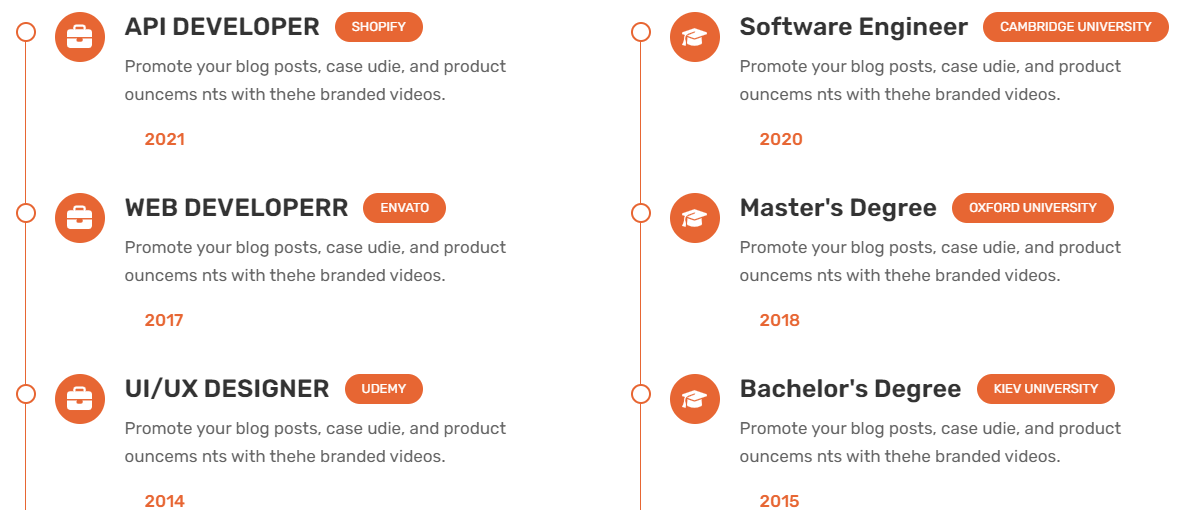 API DEVELOPER SHOPIFY
Promote your blog posts, case udie, and product
ouncems nts with thehe branded videos.
2021
WEB DEVELOPERR ENVATO
Promote your blog posts, case udie, and product
ouncems nts with thehe branded videos.
2017
UI/UX DESIGNER UDEMY
Promote your blog posts, case udie, and product
ouncems nts with thehe branded videos.
2014
Software Engineer CAMBRIDGE UNIVERSITY
Promote your blog posts, case udie, and product
ouncems nts with thehe branded videos.
2020
Master's Degree OXFORD UNIVERSITY
Promote your blog posts, case udie, and product
ouncems nts with thehe branded videos.
2018
Bachelor's Degree KIEV UNIVERSITY
Promote your blog posts, case udie, and product
ouncems nts with thehe branded videos.
2015